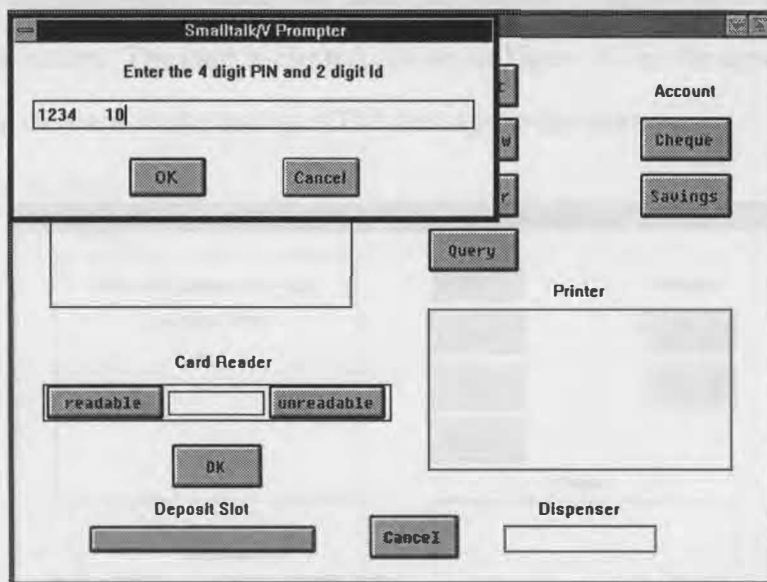 Smalltalk/V Prompter
Enter the 4 digit PIN and 2 digit Id
1234 10
OK Cancel
Account
Cheque
Savings
Query
Printer
Card Reader
readable unreadable
OK
Deposit Slot
Cancel
Dispenser